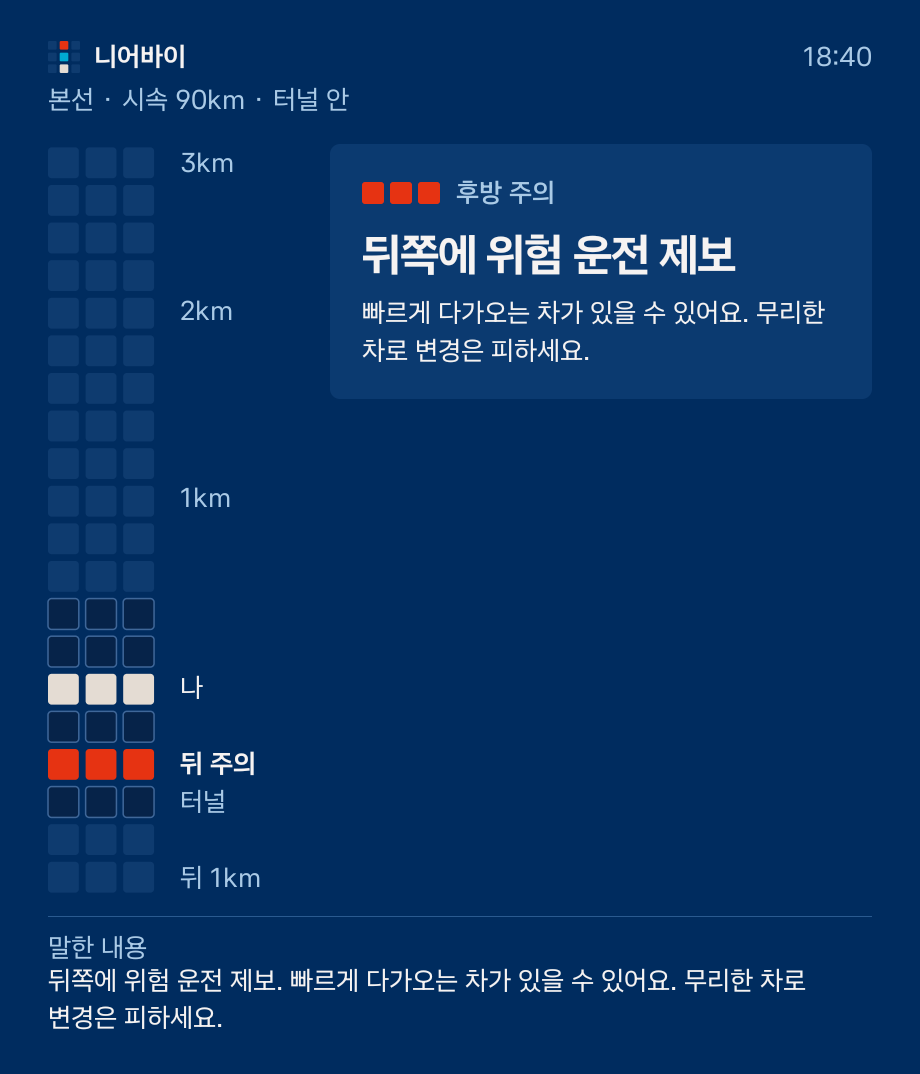 니어바이
18:40
본선 · 시속 90km · 터널 안
3km
후방 주의
뒤쪽에 위험 운전 제보
빠르게 다가오는 차가 있을 수 있어요. 무리한
차로 변경은 피하세요.
2km
1km
나
뒤 주의
터널
뒤 1km
말한 내용
뒤쪽에 위험 운전 제보. 빠르게 다가오는 차가 있을 수 있어요. 무리한 차로
변경은 피하세요.